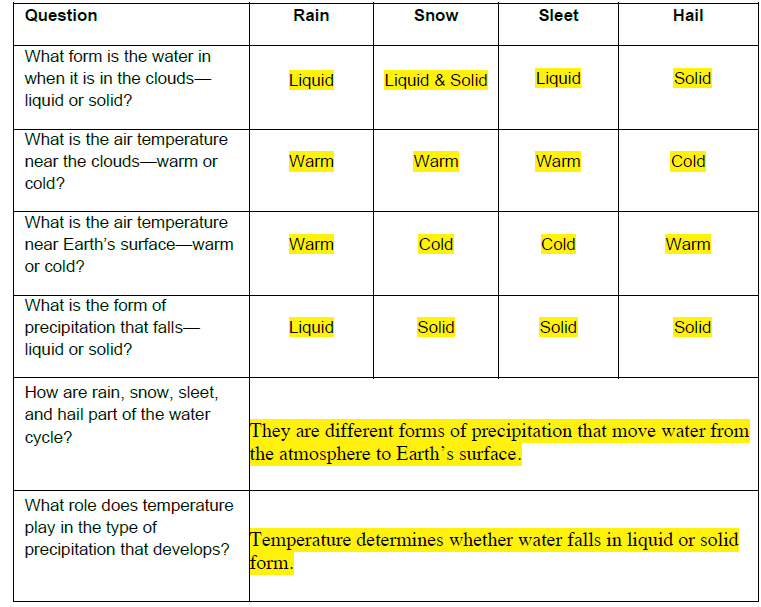 Question Rain Snow Sleet Hail
What form is the water in
when it is in the clouds—
liquid or solid?
Liquid Liquid & Solid Liquid Solid
What is the air temperature
near the clouds—warm or
cold?
Warm Warm Warm Cold
What is the air temperature
near Earth's surface—warm
or cold?
Warm Cold Cold Warm
What is the form of
precipitation that falls—
liquid or solid?
Liquid Solid Solid Solid
How are rain, snow, sleet,
and hail part of the water
cycle?
They are different forms of precipitation that move water from
the atmosphere to Earth's surface.
What role does temperature
play in the type of
precipitation that develops?
Temperature determines whether water falls in liquid or solid
form.